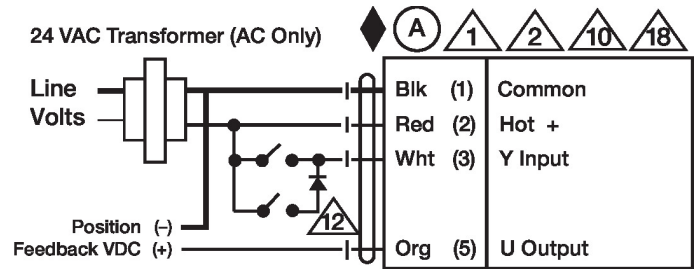 24 VAC Transformer (AC Only)
A 1 2 10 18
Line
Volts
Blk (1) Common
Red (2) Hot +
Wht (3) Y Input
12
Position (–)
Feedback VDC (+)
Org (5) U Output